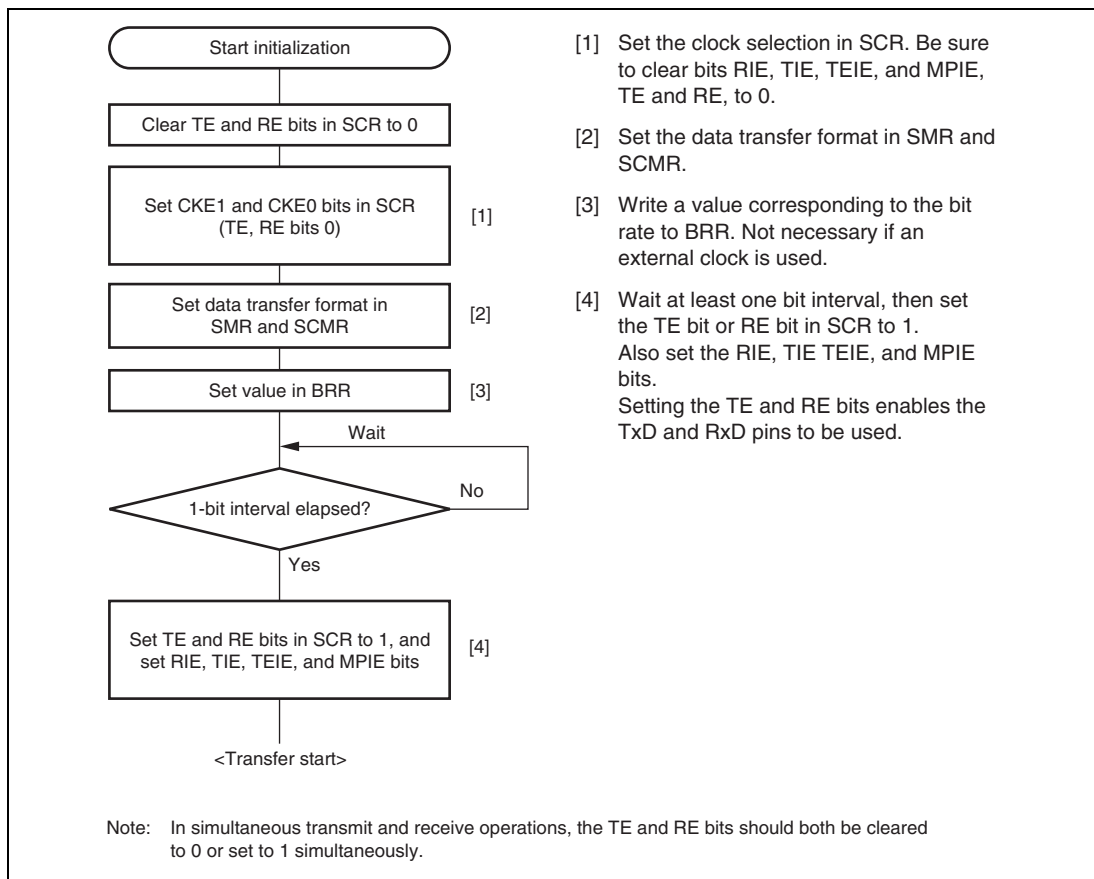 Start initialization
Clear TE and RE bits in SCR to 0
Set CKE1 and CKE0 bits in SCR
(TE, RE bits 0)
[1]
Set data transfer format in
SMR and SCMR
[2]
Set value in BRR
[3]
Wait
1-bit interval elapsed?
No
Yes
Set TE and RE bits in SCR to 1, and
set RIE, TIE, TEIE, and MPIE bits
[4]
<Transfer start>
[1] Set the clock selection in SCR. Be sure
to clear bits RIE, TIE, TEIE, and MPIE,
TE and RE, to 0.
[2] Set the data transfer format in SMR and
SCMR.
[3] Write a value corresponding to the bit
rate to BRR. Not necessary if an
external clock is used.
[4] Wait at least one bit interval, then set
the TE bit or RE bit in SCR to 1.
Also set the RIE, TIE TEIE, and MPIE
bits.
Setting the TE and RE bits enables the
TxD and RxD pins to be used.
Note: In simultaneous transmit and receive operations, the TE and RE bits should both be cleared
to 0 or set to 1 simultaneously.